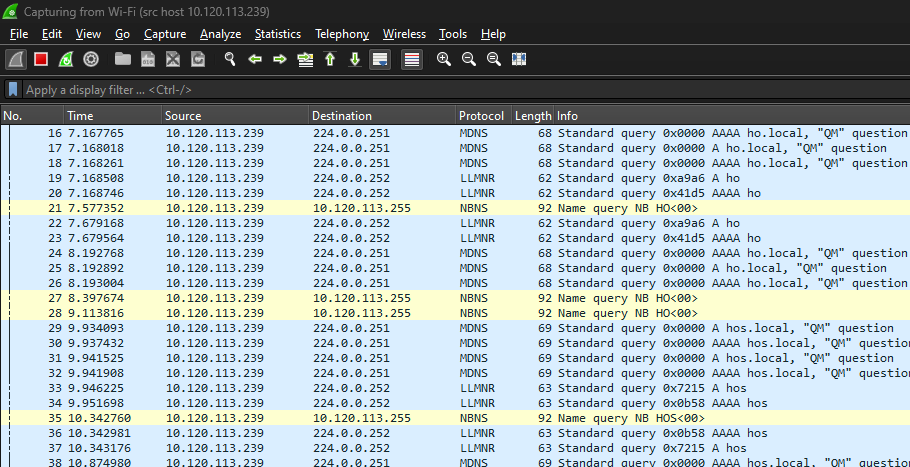 Capturing from Wi-Fi (src host 10.120.113.239)
File Edit View Go Capture Analyze Statistics Telephony Wireless Tools Help
Apply a display filter ... <Ctrl-/>
No. Time Source Destination Protocol Length Info
16 7.167765 10.120.113.239 224.0.0.251 MDNS 68 Standard query 0x0000 AAAA ho.local, "QM" question
17 7.168018 10.120.113.239 224.0.0.251 MDNS 68 Standard query 0x0000 A ho.local, "QM" question
18 7.168261 10.120.113.239 224.0.0.251 MDNS 68 Standard query 0x0000 AAAA ho.local, "QM" question
19 7.168508 10.120.113.239 224.0.0.252 LLMNR 62 Standard query 0xa9a6 A ho
20 7.168746 10.120.113.239 224.0.0.252 LLMNR 62 Standard query 0x41d5 AAAA ho
21 7.577352 10.120.113.239 10.120.113.255 NBNS 92 Name query NB HO<00>
22 7.679168 10.120.113.239 224.0.0.252 LLMNR 62 Standard query 0xa9a6 A ho
23 7.679564 10.120.113.239 224.0.0.252 LLMNR 62 Standard query 0x41d5 AAAA ho
24 8.192768 10.120.113.239 224.0.0.251 MDNS 68 Standard query 0x0000 AAAA ho.local, "QM" question
25 8.192892 10.120.113.239 224.0.0.251 MDNS 68 Standard query 0x0000 A ho.local, "QM" question
26 8.193004 10.120.113.239 224.0.0.251 MDNS 68 Standard query 0x0000 AAAA ho.local, "QM" question
27 8.397674 10.120.113.239 10.120.113.255 NBNS 92 Name query NB HO<00>
28 9.113816 10.120.113.239 10.120.113.255 NBNS 92 Name query NB HO<00>
29 9.934093 10.120.113.239 224.0.0.251 MDNS 69 Standard query 0x0000 A hos.local, "QM" question
30 9.937432 10.120.113.239 224.0.0.251 MDNS 69 Standard query 0x0000 AAAA hos.local, "QM" question
31 9.941525 10.120.113.239 224.0.0.251 MDNS 69 Standard query 0x0000 A hos.local, "QM" question
32 9.941908 10.120.113.239 224.0.0.251 MDNS 69 Standard query 0x0000 AAAA hos.local, "QM" question
33 9.946225 10.120.113.239 224.0.0.252 LLMNR 63 Standard query 0x7215 A hos
34 9.951698 10.120.113.239 224.0.0.252 LLMNR 63 Standard query 0x0b58 AAAA hos
35 10.342760 10.120.113.239 10.120.113.255 NBNS 92 Name query NB HOS<00>
36 10.342981 10.120.113.239 224.0.0.252 LLMNR 63 Standard query 0x0b58 AAAA hos
37 10.343176 10.120.113.239 224.0.0.252 LLMNR 63 Standard query 0x7215 A hos
38 10.874980 10.120.113.239 224.0.0.251 MDNS 69 Standard query 0x0000 AAAA hos.local, "QM" question